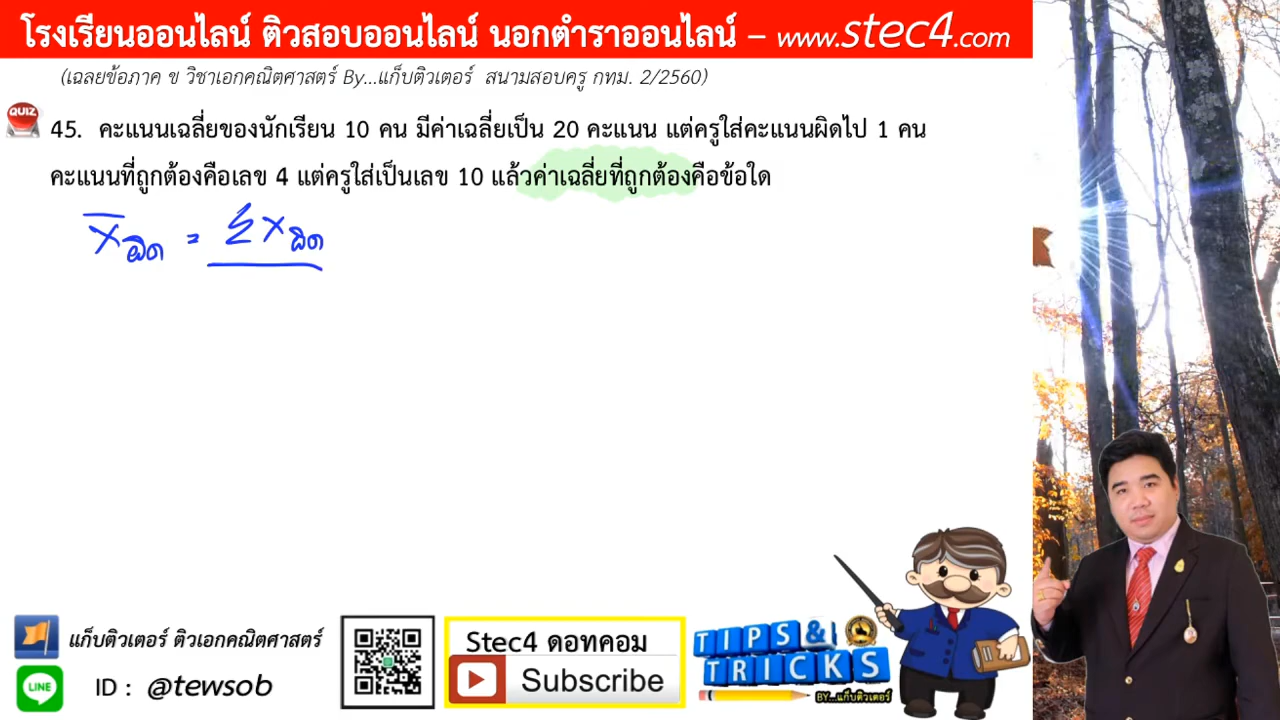 โรงเรียนออนไลน์ ติวสอบออนไลน์ นอกตำราออนไลน์ – www.stec4.com
(เฉลยข้อภาค ข วิชาเอกคณิตศาสตร์ By...แก็บติวเตอร์ สนามสอบครู กทม. 2/2560)
QUIZ
45. คะแนนเฉลี่ยของนักเรียน 10 คน มีค่าเฉลี่ยเป็น 20 คะแนน แต่ครูใส่คะแนนผิดไป 1 คน
คะแนนที่ถูกต้องคือเลข 4 แต่ครูใส่เป็นเลข 10 แล้วค่าเฉลี่ยที่ถูกต้องคือข้อใด
X̄ผิด = ΣXผิด
แก็บติวเตอร์ ติวเอกคณิตศาสตร์
LINE
ID : @tewsob
Stec4 ดอทคอม
Subscribe
TIPS &
TRICKS
BY...แก็บติวเตอร์